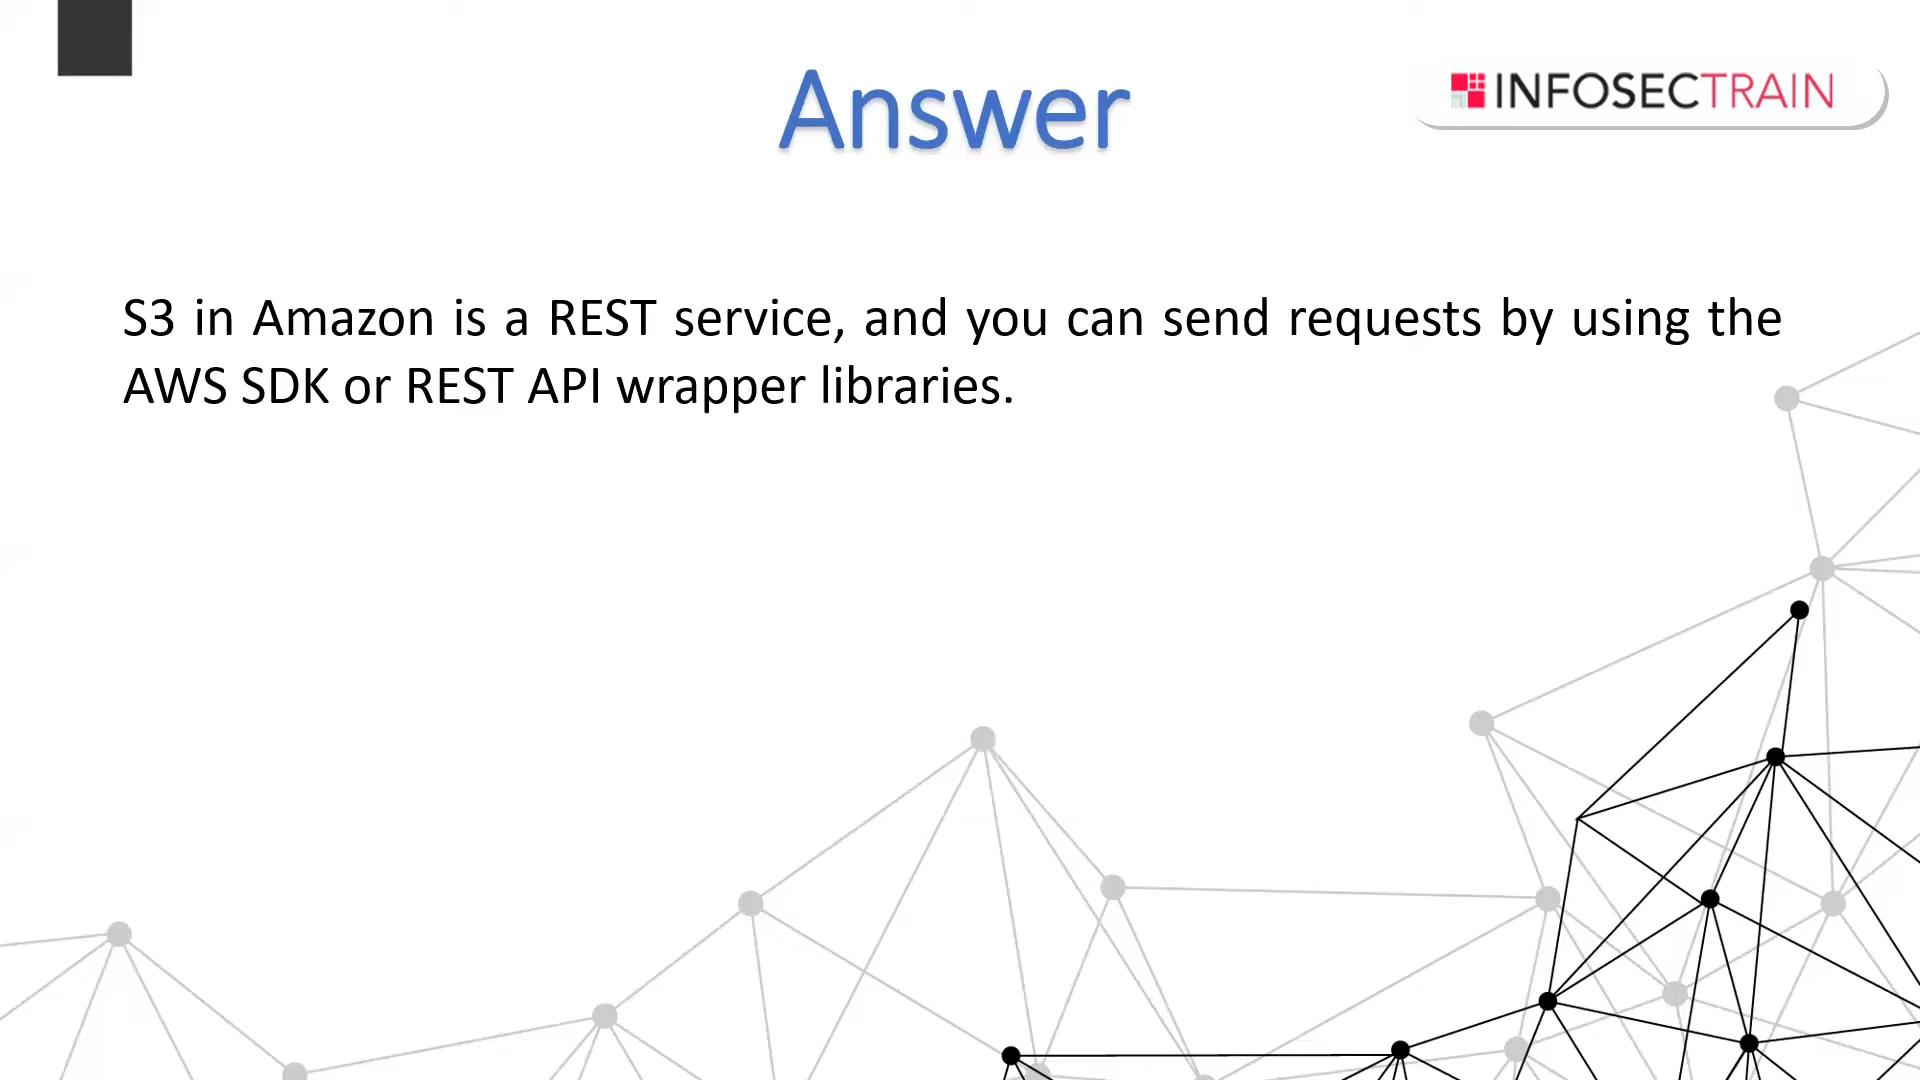 Answer
INFOSECTRAIN
S3 in Amazon is a REST service, and you can send requests by using the
AWS SDK or REST API wrapper libraries.